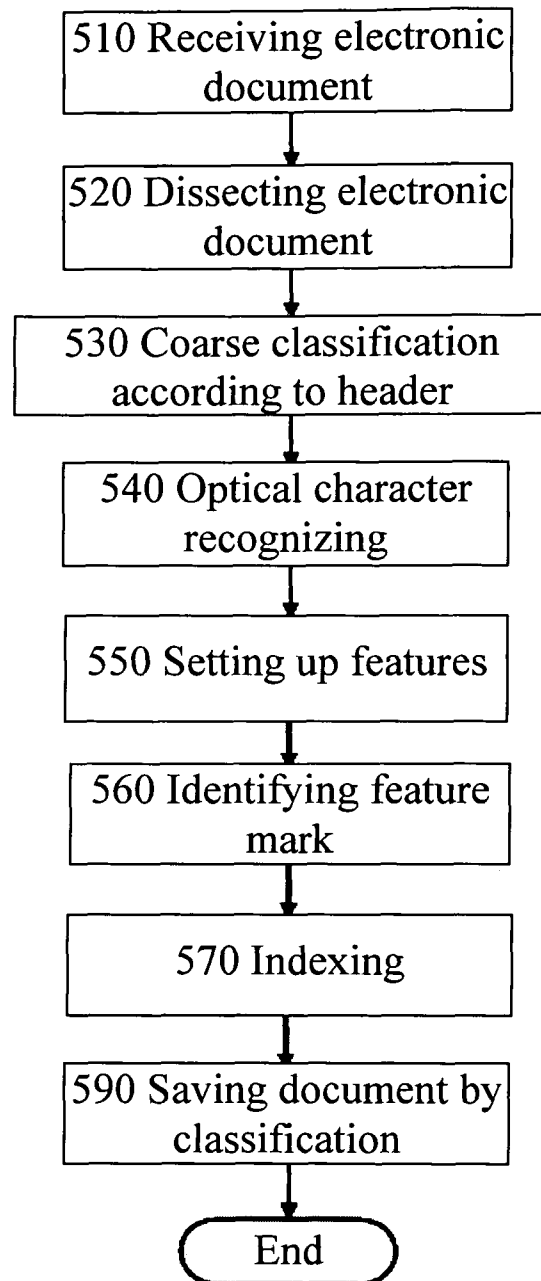 510 Receiving electronic
document
520 Dissecting electronic
document
530 Coarse classification
according to header
540 Optical character
recognizing
550 Setting up features
560 Identifying feature
mark
570 Indexing
590 Saving document by
classification
End